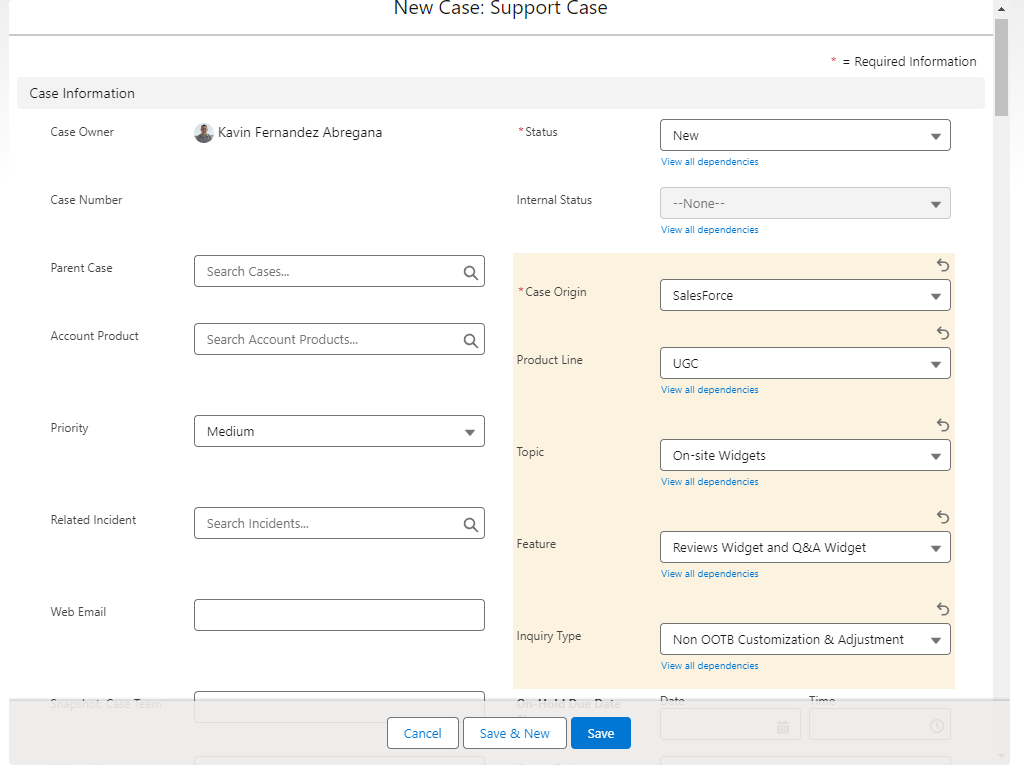 New Case: Support Case
* = Required Information
Case Information
Case Owner
Kavin Fernandez Abregana
*Status
New
View all dependencies
Case Number
Internal Status
--None--
View all dependencies
Parent Case
Search Cases...
*Case Origin
SalesForce
Account Product
Search Account Products...
Product Line
UGC
View all dependencies
Priority
Medium
Topic
On-site Widgets
View all dependencies
Related Incident
Search Incidents...
Feature
Reviews Widget and Q&A Widget
View all dependencies
Web Email
Inquiry Type
Non OOTB Customization & Adjustment
View all dependencies
Snapshot: Case Team
On-Hold Due Date
Date
Time
Cancel
Save & New
Save